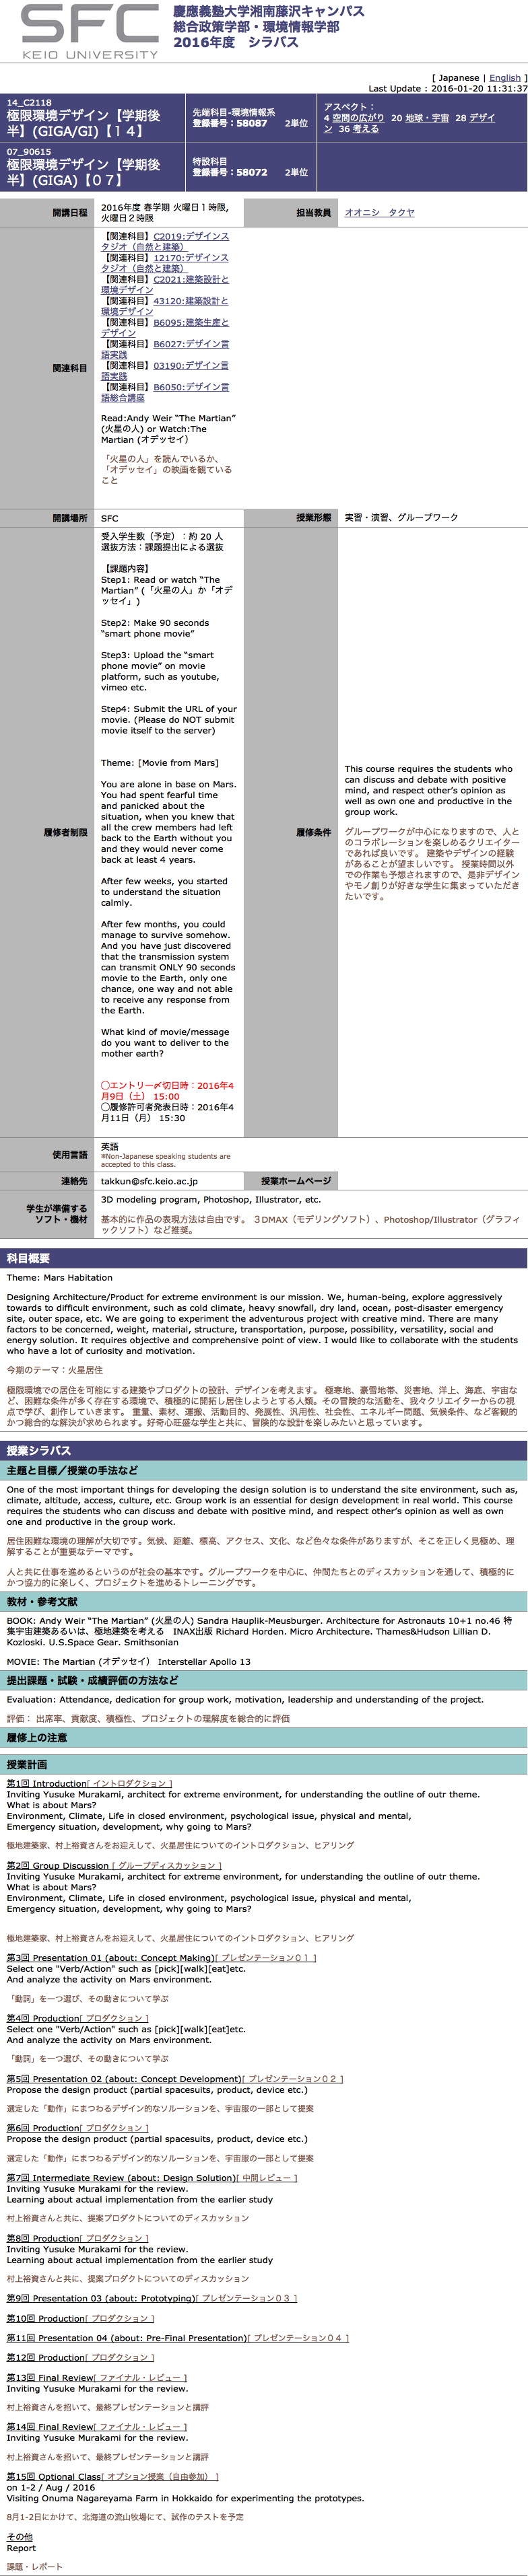 SFC
KEIO UNIVERSITY
慶應義塾大学湘南藤沢キャンパス
総合政策学部・環境情報学部
2016年度 シラバス
[ Japanese | English ]
Last Update : 2016-01-20 11:31:37
14_C2118
極限環境デザイン【学期後
半】(GIGA/GI)【１４】
先端科目-環境情報系
登録番号：58087 2単位
アスペクト：
4 空間の広がり 20 地球・宇宙 28 デザイ
ン 36 考える
07_90615
極限環境デザイン【学期後
半】(GIGA)【０７】
特設科目
登録番号：58072 2単位
開講日程
2016年度 春学期 火曜日１時限,
火曜日２時限
担当教員
オオニシ タクヤ
関連科目
【関連科目】C2019:デザインス
タジオ（自然と建築）
【関連科目】12170:デザインス
タジオ（自然と建築）
【関連科目】C2021:建築設計と
環境デザイン
【関連科目】43120:建築設計と
環境デザイン
【関連科目】B6095:建築生産と
デザイン
【関連科目】B6027:デザイン言
語実践
【関連科目】03190:デザイン言
語実践
【関連科目】B6050:デザイン言
語総合講座
Read:Andy Weir “The Martian”
(火星の人) or Watch:The
Martian (オデッセイ）
「火星の人」を読んでいるか、
「オデッセイ」の映画を観ている
こと
開講場所
SFC
授業形態
実習・演習、グループワーク
履修者制限
受入学生数（予定）：約 20 人
選抜方法：課題提出による選抜
【課題内容】
Step1: Read or watch “The
Martian” (「火星の人」か「オデ
ッセイ」)
Step2: Make 90 seconds
“smart phone movie”
Step3: Upload the “smart
phone movie” on movie
platform, such as youtube,
vimeo etc.
Step4: Submit the URL of your
movie. (Please do NOT submit
movie itself to the server)
Theme: [Movie from Mars]
You are alone in base on Mars.
You had spent fearful time
and panicked about the
situation, when you knew that
all the crew members had left
back to the Earth without you
and they would never come
back at least 4 years.
After few weeks, you started
to understand the situation
calmly.
After few months, you could
manage to survive somehow.
And you have just discovered
that the transmission system
can transmit ONLY 90 seconds
movie to the Earth, only one
chance, one way and not able
to receive any response from
the Earth.
What kind of movie/message
do you want to deliver to the
mother earth?
◯エントリー〆切日時：2016年4
月9日（土） 15:00
◯履修許可者発表日時：2016年4
月11日（月） 15:30
履修条件
This course requires the students who
can discuss and debate with positive
mind, and respect other’s opinion as
well as own one and productive in the
group work.
グループワークが中心になりますので、人と
のコラボレーションを楽しめるクリエイター
であれば良いです。 建築やデザインの経験
があることが望ましいです。 授業時間以外
での作業も予想されますので、是非デザイン
やモノ創りが好きな学生に集まっていただき
たいです。
使用言語
英語
※Non-Japanese speaking students are
accepted to this class.
連絡先
takkun@sfc.keio.ac.jp
授業ホームページ
学生が準備する
ソフト・機材
3D modeling program, Photoshop, Illustrator, etc.
基本的に作品の表現方法は自由です。 ３DMAX（モデリングソフト）、Photoshop/Illustrator（グラフィ
ックソフト）など推奨。
科目概要
Theme: Mars Habitation
Designing Architecture/Product for extreme environment is our mission. We, human-being, explore aggressively
towards to difficult environment, such as cold climate, heavy snowfall, dry land, ocean, post-disaster emergency
site, outer space, etc. We are going to experiment the adventurous project with creative mind. There are many
factors to be concerned, weight, material, structure, transportation, purpose, possibility, versatility, social and
energy solution. It requires objective and comprehensive point of view. I would like to collaborate with the students
who have a lot of curiosity and motivation.
今期のテーマ：火星居住
極限環境での居住を可能にする建築やプロダクトの設計、デザインを考えます。 極寒地、豪雪地帯、災害地、洋上、海底、宇宙な
ど、困難な条件が多く存在する環境で、積極的に開拓し居住しようとする人類。その冒険的な活動を、我々クリエイターからの視
点で学び、創作していきます。 重量、素材、運搬、活動目的、発展性、汎用性、社会性、エネルギー問題、気候条件、など客観的
かつ総合的な解決が求められます。好奇心旺盛な学生と共に、冒険的な設計を楽しみたいと思っています。
授業シラバス
主題と目標／授業の手法など
One of the most important things for developing the design solution is to understand the site environment, such as,
climate, altitude, access, culture, etc. Group work is an essential for design development in real world. This course
requires the students who can discuss and debate with positive mind, and respect other’s opinion as well as own
one and productive in the group work.
居住困難な環境の理解が大切です。気候、距離、標高、アクセス、文化、など色々な条件がありますが、そこを正しく見極め、理
解することが重要なテーマです。
人と共に仕事を進めるというのが社会の基本です。グループワークを中心に、仲間たちとのディスカッションを通して、積極的に
かつ協力的に楽しく、プロジェクトを進めるトレーニングです。
教材・参考文献
BOOK: Andy Weir “The Martian” (火星の人) Sandra Hauplik-Meusburger. Architecture for Astronauts 10+1 no.46 特
集宇宙建築あるいは、極地建築を考える INAX出版 Richard Horden. Micro Architecture. Thames&Hudson Lillian D.
Kozloski. U.S.Space Gear. Smithsonian
MOVIE: The Martian (オデッセイ） Interstellar Apollo 13
提出課題・試験・成績評価の方法など
Evaluation: Attendance, dedication for group work, motivation, leadership and understanding of the project.
評価： 出席率、貢献度、積極性、プロジェクトの理解度を総合的に評価
履修上の注意
授業計画
第1回 Introduction[ イントロダクション ]
Inviting Yusuke Murakami, architect for extreme environment, for understanding the outline of outr theme.
What is about Mars?
Environment, Climate, Life in closed environment, psychological issue, physical and mental,
Emergency situation, development, why going to Mars?
極地建築家、村上裕資さんをお迎えして、火星居住についてのイントロダクション、ヒアリング
第2回 Group Discussion [ グループディスカッション ]
Inviting Yusuke Murakami, architect for extreme environment, for understanding the outline of outr theme.
What is about Mars?
Environment, Climate, Life in closed environment, psychological issue, physical and mental,
Emergency situation, development, why going to Mars?
極地建築家、村上裕資さんをお迎えして、火星居住についてのイントロダクション、ヒアリング
第3回 Presentation 01 (about: Concept Making)[ プレゼンテーション０１ ]
Select one "Verb/Action" such as [pick][walk][eat]etc.
And analyze the activity on Mars environment.
「動詞」を一つ選び、その動きについて学ぶ
第4回 Production[ プロダクション ]
Select one "Verb/Action" such as [pick][walk][eat]etc.
And analyze the activity on Mars environment.
「動詞」を一つ選び、その動きについて学ぶ
第5回 Presentation 02 (about: Concept Development)[ プレゼンテーション０２ ]
Propose the design product (partial spacesuits, product, device etc.)
選定した「動作」にまつわるデザイン的なソルーションを、宇宙服の一部として提案
第6回 Production[ プロダクション ]
Propose the design product (partial spacesuits, product, device etc.)
選定した「動作」にまつわるデザイン的なソルーションを、宇宙服の一部として提案
第7回 Intermediate Review (about: Design Solution)[ 中間レビュー ]
Inviting Yusuke Murakami for the review.
Learning about actual implementation from the earlier study
村上裕資さんと共に、提案プロダクトについてのディスカッション
第8回 Production[ プロダクション ]
Inviting Yusuke Murakami for the review.
Learning about actual implementation from the earlier study
村上裕資さんと共に、提案プロダクトについてのディスカッション
第9回 Presentation 03 (about: Prototyping)[ プレゼンテーション０３ ]
第10回 Production[ プロダクション ]
第11回 Presentation 04 (about: Pre-Final Presentation)[ プレゼンテーション０４ ]
第12回 Production[ プロダクション ]
第13回 Final Review[ ファイナル・レビュー ]
Inviting Yusuke Murakami for the review.
村上裕資さんを招いて、最終プレゼンテーションと講評
第14回 Final Review[ ファイナル・レビュー ]
Inviting Yusuke Murakami for the review.
村上裕資さんを招いて、最終プレゼンテーションと講評
第15回 Optional Class[ オプション授業（自由参加） ]
on 1-2 / Aug / 2016
Visiting Onuma Nagareyama Farm in Hokkaido for experimenting the prototypes.
8月1-2日にかけて、北海道の流山牧場にて、試作のテストを予定
その他
Report
課題・レポート